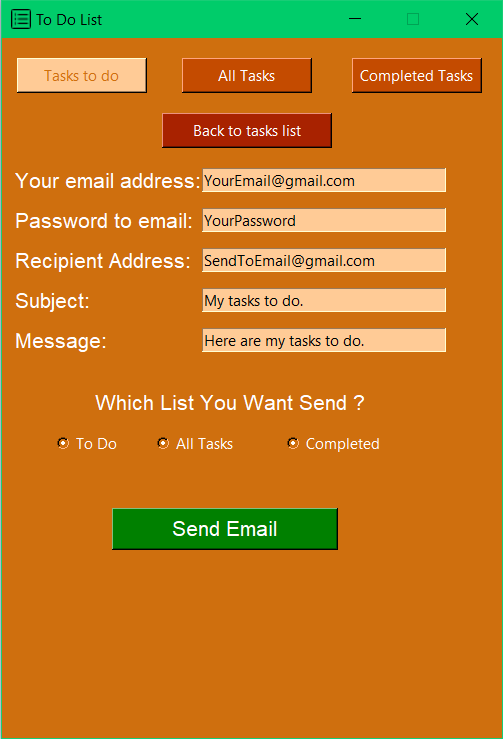 To Do List
Tasks to do All Tasks Completed Tasks
Back to tasks list
Your email address: YourEmail@gmail.com
Password to email: YourPassword
Recipient Address: SendToEmail@gmail.com
Subject: My tasks to do.
Message: Here are my tasks to do.
Which List You Want Send ?
To Do All Tasks Completed
Send Email